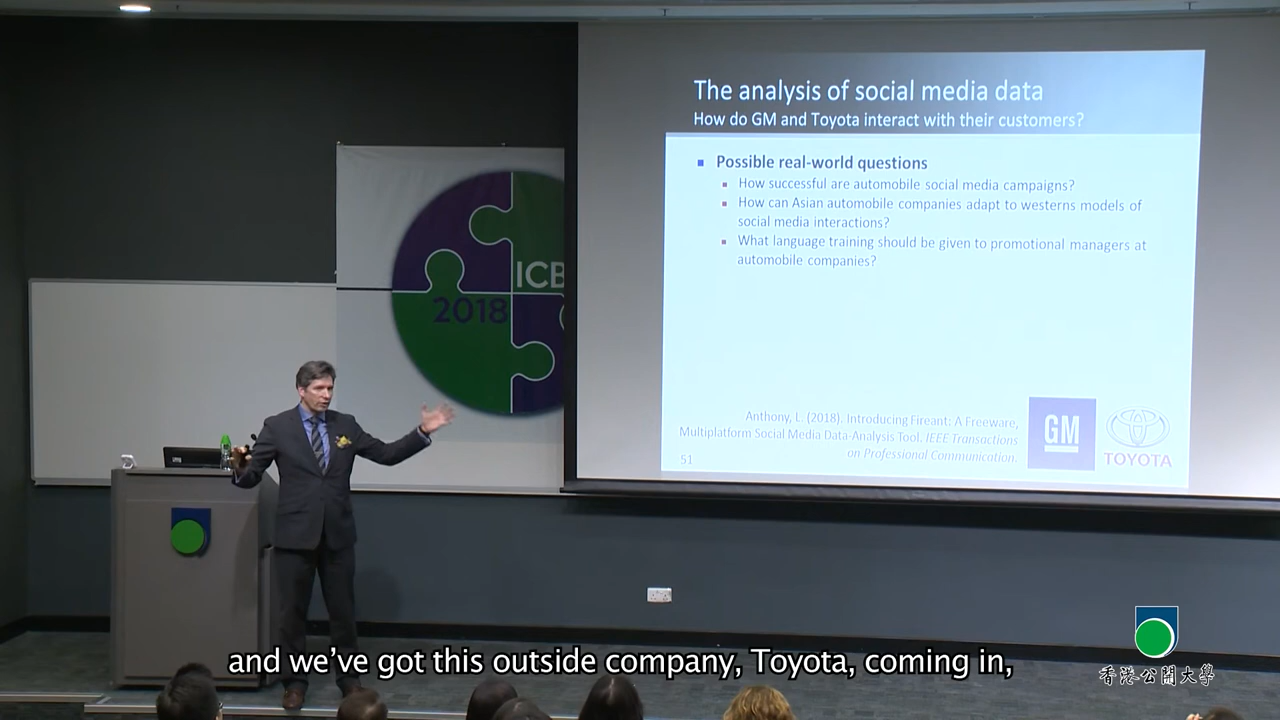 The analysis of social media data
How do GM and Toyota interact with their customers?
Possible real-world questions
How successful are automobile social media campaigns?
How can Asian automobile companies adapt to westerns models of
social media interactions?
What language training should be given to promotional managers at
automobile companies?
Anthony, L. (2018). Introducing Fireant: A Freeware,
Multiplatform Social Media Data-Analysis Tool. IEEE Transactions
on Professional Communication.
51
GM
TOYOTA
ICB
2018
and we've got this outside company, Toyota, coming in,
香港公開大學